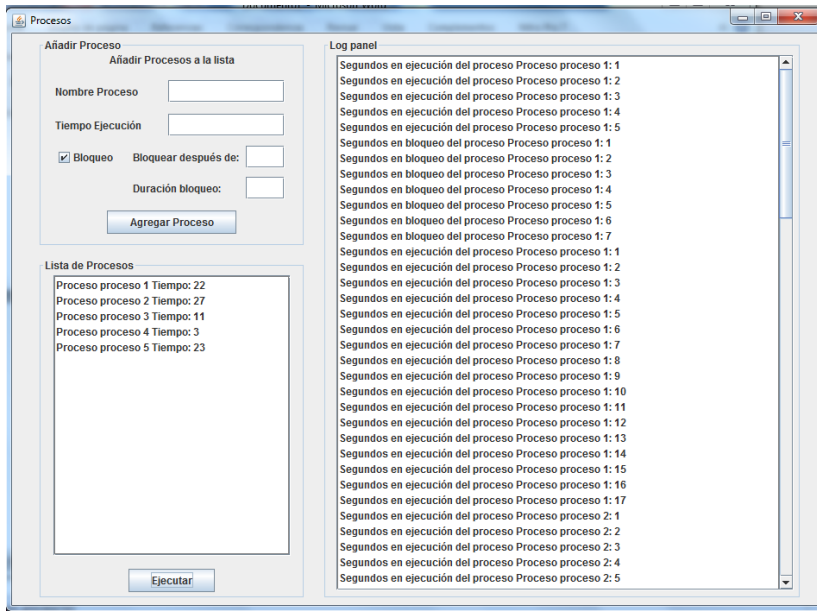 Procesos
Añadir Proceso
Añadir Procesos a la lista
Nombre Proceso
Tiempo Ejecución
Bloqueo Bloquear después de:
Duración bloqueo:
Agregar Proceso
Lista de Procesos
Proceso proceso 1 Tiempo: 22
Proceso proceso 2 Tiempo: 27
Proceso proceso 3 Tiempo: 11
Proceso proceso 4 Tiempo: 3
Proceso proceso 5 Tiempo: 23
Ejecutar
Log panel
Segundos en ejecución del proceso Proceso proceso 1: 1
Segundos en ejecución del proceso Proceso proceso 1: 2
Segundos en ejecución del proceso Proceso proceso 1: 3
Segundos en ejecución del proceso Proceso proceso 1: 4
Segundos en ejecución del proceso Proceso proceso 1: 5
Segundos en bloqueo del proceso Proceso proceso 1: 1
Segundos en bloqueo del proceso Proceso proceso 1: 2
Segundos en bloqueo del proceso Proceso proceso 1: 3
Segundos en bloqueo del proceso Proceso proceso 1: 4
Segundos en bloqueo del proceso Proceso proceso 1: 5
Segundos en bloqueo del proceso Proceso proceso 1: 6
Segundos en bloqueo del proceso Proceso proceso 1: 7
Segundos en ejecución del proceso Proceso proceso 1: 1
Segundos en ejecución del proceso Proceso proceso 1: 2
Segundos en ejecución del proceso Proceso proceso 1: 3
Segundos en ejecución del proceso Proceso proceso 1: 4
Segundos en ejecución del proceso Proceso proceso 1: 5
Segundos en ejecución del proceso Proceso proceso 1: 6
Segundos en ejecución del proceso Proceso proceso 1: 7
Segundos en ejecución del proceso Proceso proceso 1: 8
Segundos en ejecución del proceso Proceso proceso 1: 9
Segundos en ejecución del proceso Proceso proceso 1: 10
Segundos en ejecución del proceso Proceso proceso 1: 11
Segundos en ejecución del proceso Proceso proceso 1: 12
Segundos en ejecución del proceso Proceso proceso 1: 13
Segundos en ejecución del proceso Proceso proceso 1: 14
Segundos en ejecución del proceso Proceso proceso 1: 15
Segundos en ejecución del proceso Proceso proceso 1: 16
Segundos en ejecución del proceso Proceso proceso 1: 17
Segundos en ejecución del proceso Proceso proceso 2: 1
Segundos en ejecución del proceso Proceso proceso 2: 2
Segundos en ejecución del proceso Proceso proceso 2: 3
Segundos en ejecución del proceso Proceso proceso 2: 4
Segundos en ejecución del proceso Proceso proceso 2: 5